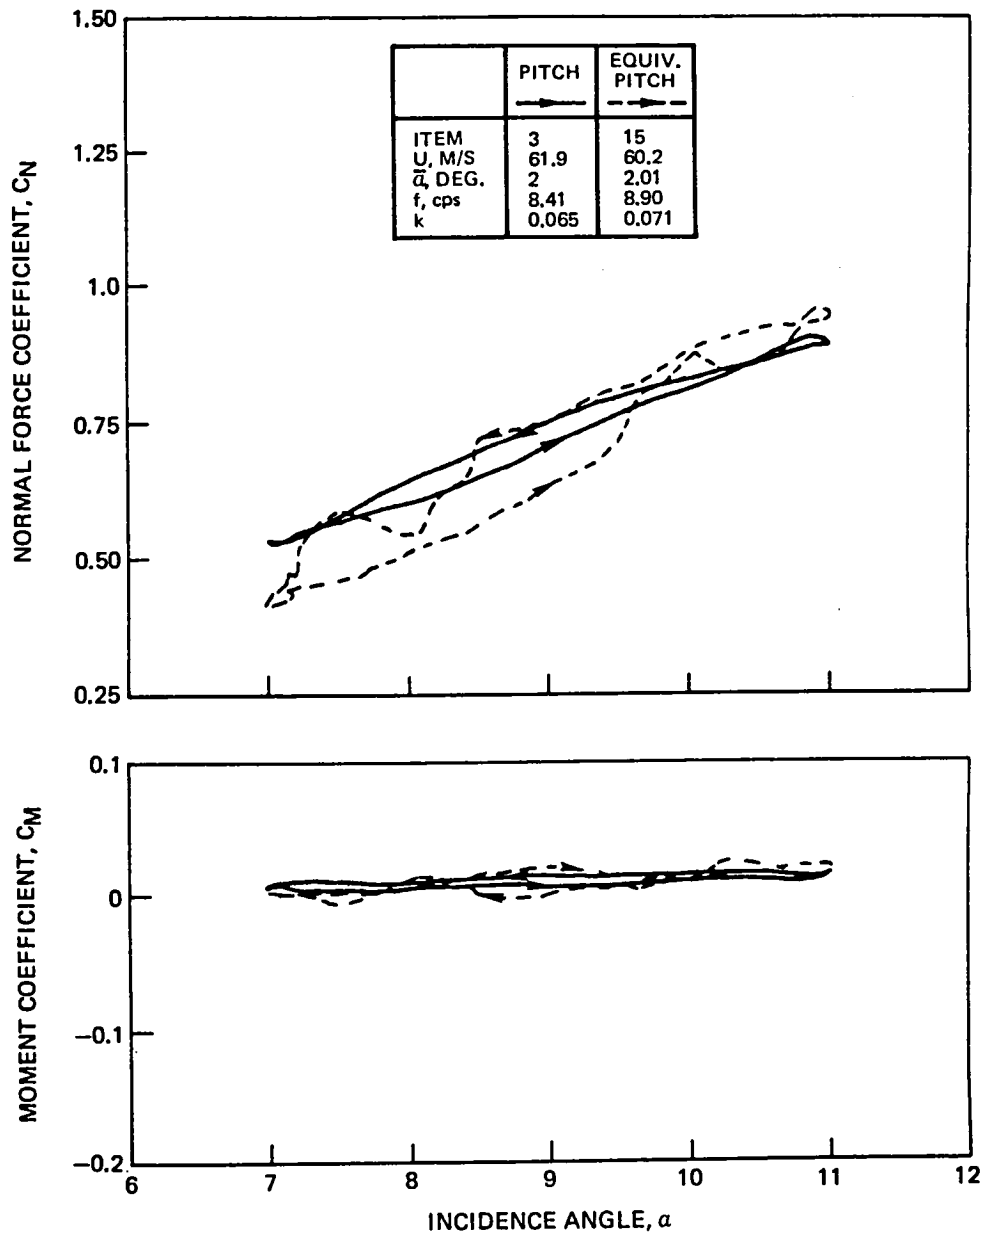 1.50
1.25
1.0
0.75
0.50
0.25
NORMAL FORCE COEFFICIENT, CN
PITCH EQUIV. PITCH
ITEM 3 15
U, M/S 61.9 60.2
ᾱ, DEG. 2 2.01
f, cps 8.41 8.90
k 0.065 0.071
0.1
0
−0.1
−0.2
MOMENT COEFFICIENT, CM
6 7 8 9 10 11 12
INCIDENCE ANGLE, α